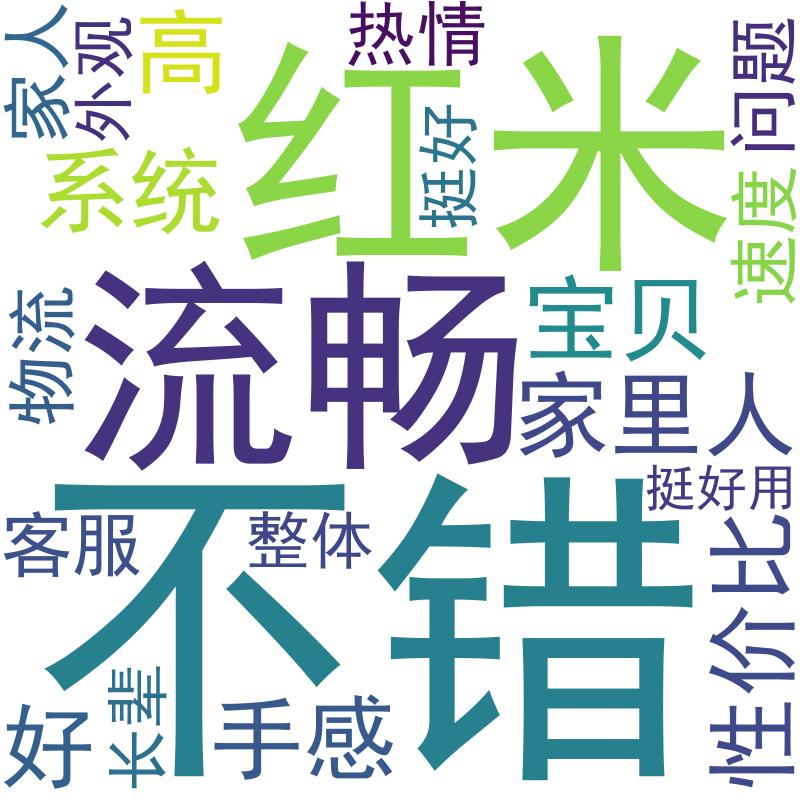 家人
外观
高
热情
红米
问题
系统
挺好
速度
流畅
宝贝
物流
家里人
不错
挺好用
客服
整体
性价比
长辈
好
手感